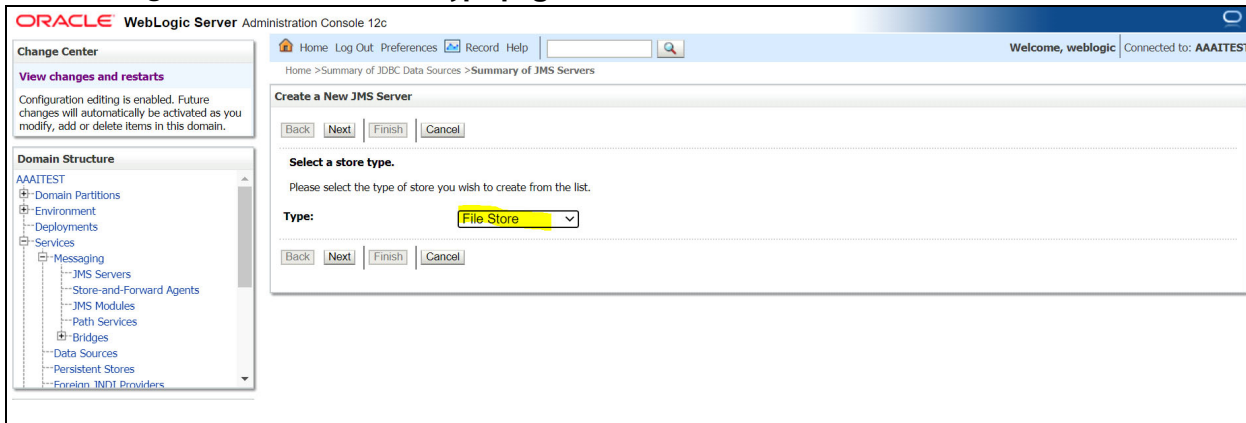 ORACLE WebLogic Server Administration Console 12c
Change Center
View changes and restarts
Configuration editing is enabled. Future
changes will automatically be activated as you
modify, add or delete items in this domain.
Domain Structure
AAAITEST
Domain Partitions
Environment
Deployments
Services
Messaging
JMS Servers
Store-and-Forward Agents
JMS Modules
Path Services
Bridges
Data Sources
Persistent Stores
Foreign JNDI Providers
Home Log Out Preferences Record Help
Welcome, weblogic Connected to: AAAITEST
Home >Summary of JDBC Data Sources >Summary of JMS Servers
Create a New JMS Server
Back Next Finish Cancel
Select a store type.
Please select the type of store you wish to create from the list.
Type: File Store
Back Next Finish Cancel